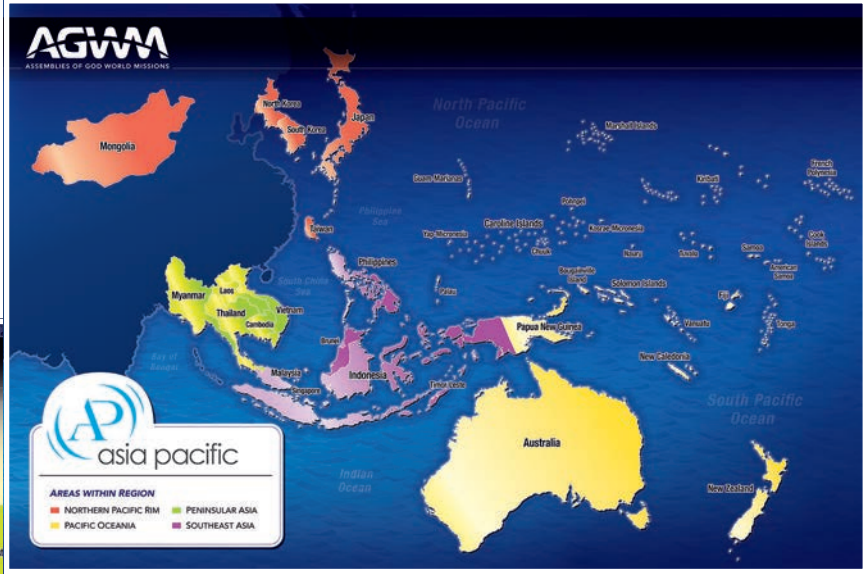 AGWM
ASSEMBLIES OF GOD WORLD MISSIONS
North Pacific
Ocean
Mongolia
North Korea
South Korea
Japan
Marshall Islands
Guam-Marianas
Kiribati
French
Polynesia
Philippine
Sea
Pohnpei
Taiwan
Yap-Micronesia
Caroline Islands
Kosrae-Micronesia
Chuuk
Nauru
Tuvalu
Samoa
Cook
Islands
American
Samoa
Philippines
South China
Sea
Palau
Bougainville
Island
Solomon Islands
Myanmar
Laos
Thailand
Vietnam
Cambodia
Fiji
Vanuatu
Tonga
Papua New Guinea
Brunei
Bay of
Bengal
Malaysia
Singapore
Indonesia
Timor Leste
New Caledonia
South Pacific
Ocean
AP
asia pacific
Australia
Indian
Ocean
New Zealand
AREAS WITHIN REGION
NORTHERN PACIFIC RIM
PENINSULAR ASIA
PACIFIC OCEANIA
SOUTHEAST ASIA